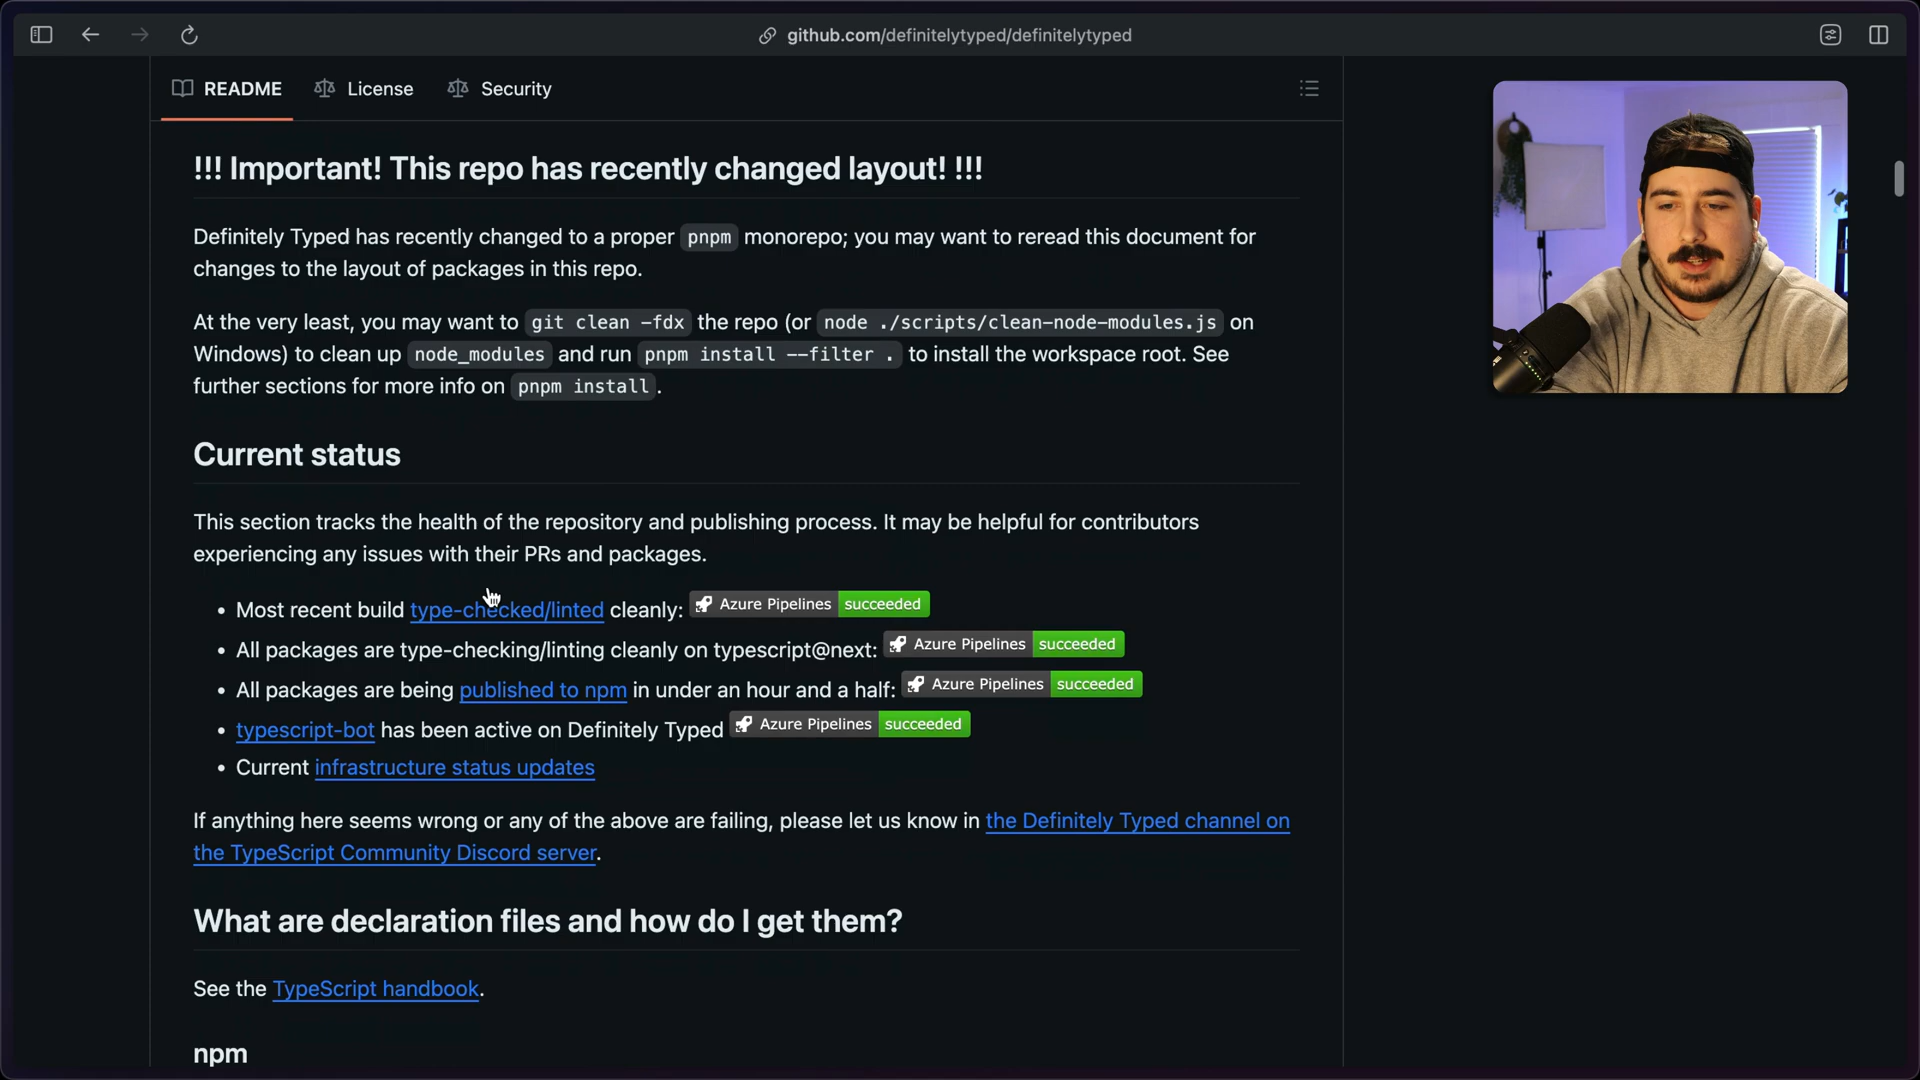 github.com/definitelytyped/definitelytyped
README License Security
!!! Important! This repo has recently changed layout! !!!
Definitely Typed has recently changed to a proper pnpm monorepo; you may want to reread this document for
changes to the layout of packages in this repo.
At the very least, you may want to git clean -fdx the repo (or node ./scripts/clean-node-modules.js on
Windows) to clean up node_modules and run pnpm install --filter . to install the workspace root. See
further sections for more info on pnpm install.
Current status
This section tracks the health of the repository and publishing process. It may be helpful for contributors
experiencing any issues with their PRs and packages.
• Most recent build type-checked/linted cleanly: Azure Pipelines succeeded
• All packages are type-checking/linting cleanly on typescript@next: Azure Pipelines succeeded
• All packages are being published to npm in under an hour and a half: Azure Pipelines succeeded
• typescript-bot has been active on Definitely Typed Azure Pipelines succeeded
• Current infrastructure status updates
If anything here seems wrong or any of the above are failing, please let us know in the Definitely Typed channel on
the TypeScript Community Discord server.
What are declaration files and how do I get them?
See the TypeScript handbook.
npm